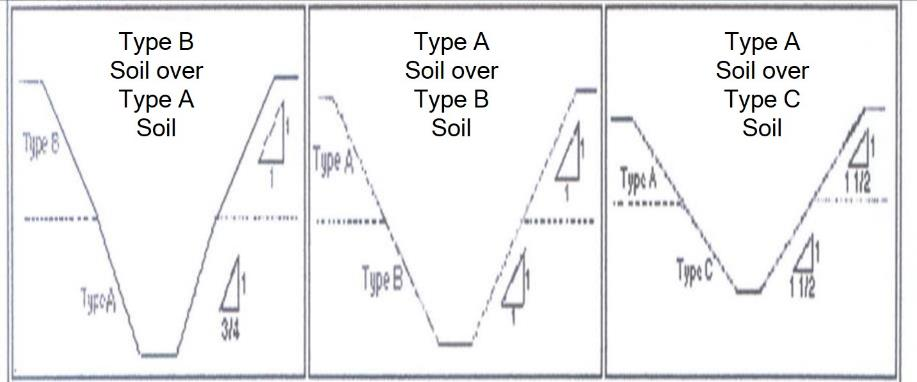 Type B
Soil over
Type A
Soil
Type B
1
1
Type A
1
3/4
Type A
Soil over
Type B
Soil
Type A
1
1
Type B
1
1
Type A
Soil over
Type C
Soil
Type A
1
1 1/2
Type C
1
1 1/2